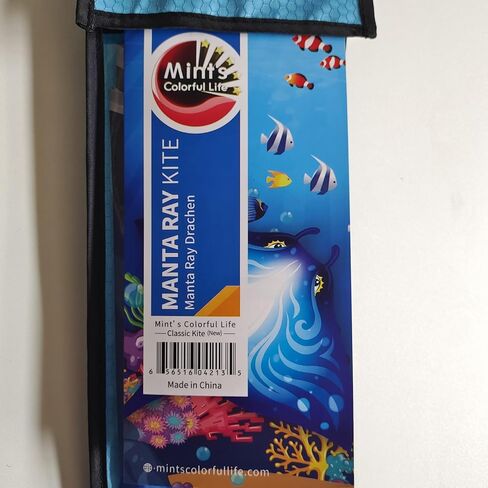 Mint's
Colorful Life
MANTA RAY KITE
Manta Ray Drachen
Mint's Colorful Life
Classic Kite (New)
6 56516 04213 5
Made in China
mintscolorfullife.com